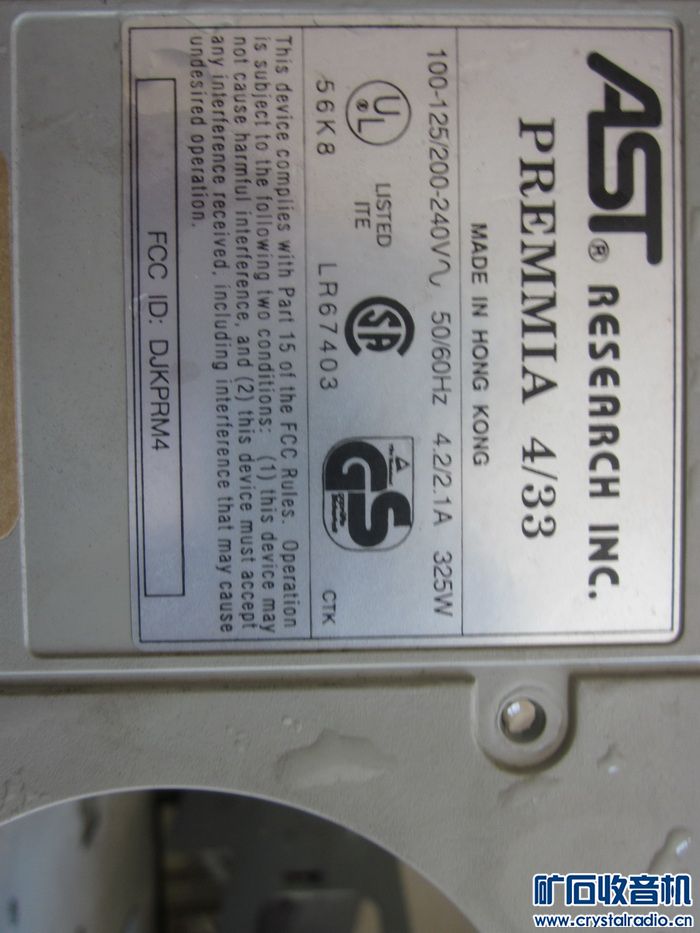 AST® RESEARCH INC.
PREMMIA 4/33
MADE IN HONG KONG
100-125/200-240V∿ 50/60Hz 4.2/2.1A 325W
UL® LISTED ITE
SA
GS
56K8 LR67403 CTK
This device complies with Part 15 of the FCC Rules. Operation
is subject to the following two conditions: (1) this device may
not cause harmful interference, and (2) this device must accept
any interference received, including interference that may cause
undesired operation.
FCC ID: DJKPRM4
矿石收音机
www.crystalradio.cn